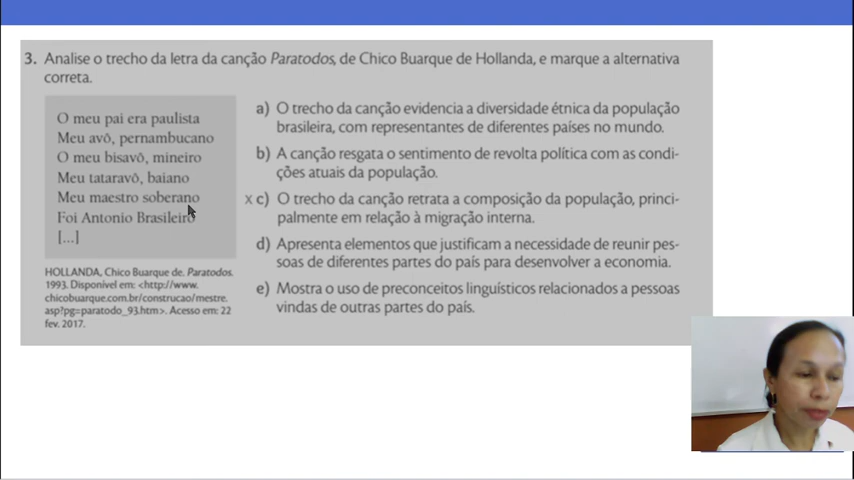 3. Analise o trecho da letra da canção Paratodos, de Chico Buarque de Hollanda, e marque a alternativa
correta.
O meu pai era paulista
Meu avô, pernambucano
O meu bisavô, mineiro
Meu tataravô, baiano
Meu maestro soberano
Foi Antonio Brasileiro
[...]
HOLLANDA, Chico Buarque de. Paratodos.
1993. Disponível em: <http://www.
chicobuarque.com.br/construcao/mestre.
asp?pg=paratodo_93.htm>. Acesso em: 22
fev. 2017.
a) O trecho da canção evidencia a diversidade étnica da população
brasileira, com representantes de diferentes países no mundo.
b) A canção resgata o sentimento de revolta política com as condi-
ções atuais da população.
x c) O trecho da canção retrata a composição da população, princi-
palmente em relação à migração interna.
d) Apresenta elementos que justificam a necessidade de reunir pes-
soas de diferentes partes do país para desenvolver a economia.
e) Mostra o uso de preconceitos linguísticos relacionados a pessoas
vindas de outras partes do país.